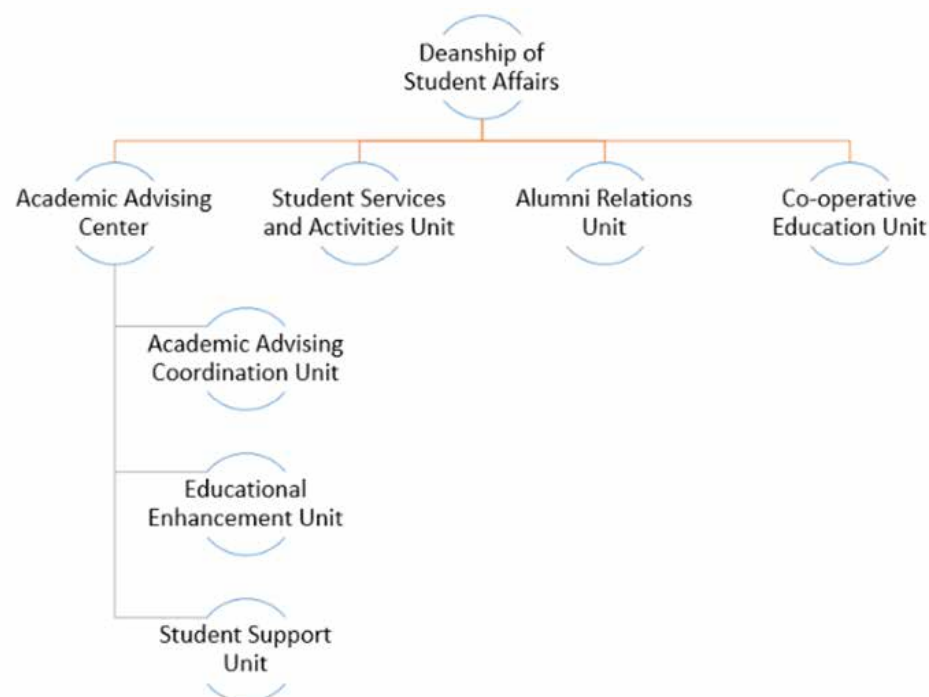 Deanship of
Student Affairs
Academic Advising
Center
Student Services
and Activities Unit
Alumni Relations
Unit
Co-operative
Education Unit
Academic Advising
Coordination Unit
Educational
Enhancement Unit
Student Support
Unit